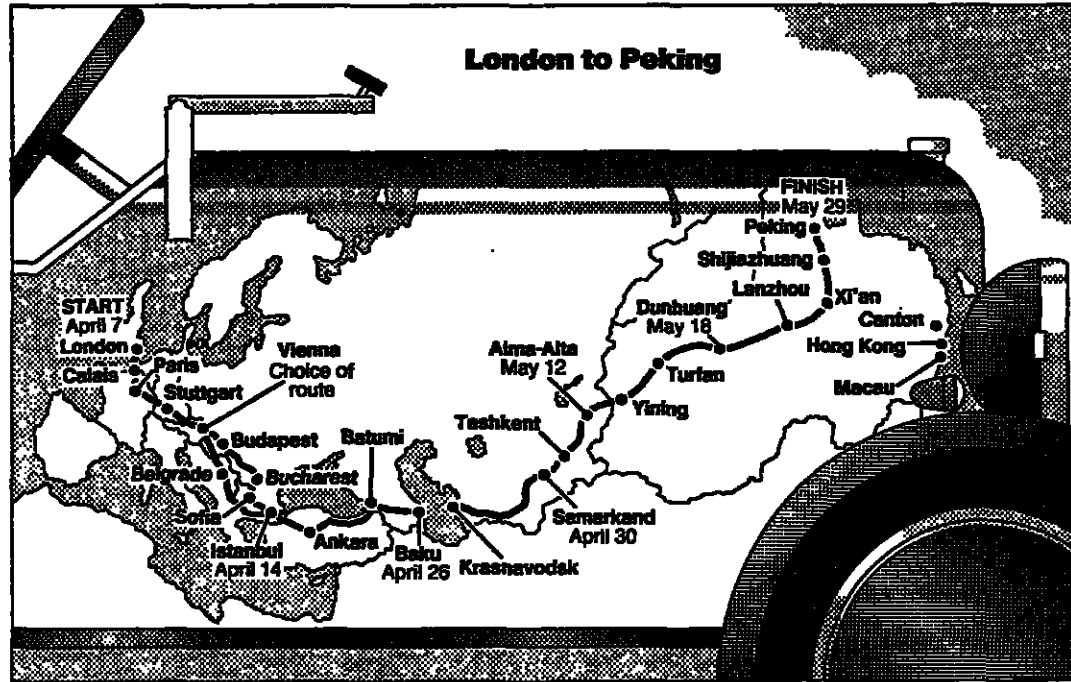 London to Peking
START
April 7
London
Calais
Paris
Stuttgart
Vienna
Choice of
route
Budapest
Belgrade
Bucharest
Sofia
Istanbul
April 14
Ankara
Batumi
Baku
April 26
Krasnavodsk
Samarkand
April 30
Tashkent
Alma-Alta
May 12
Yining
Turfan
Dunhuang
May 18
Lanzhou
Xi'an
Shijiazhuang
Peking
FINISH
May 29
Canton
Hong Kong
Macau